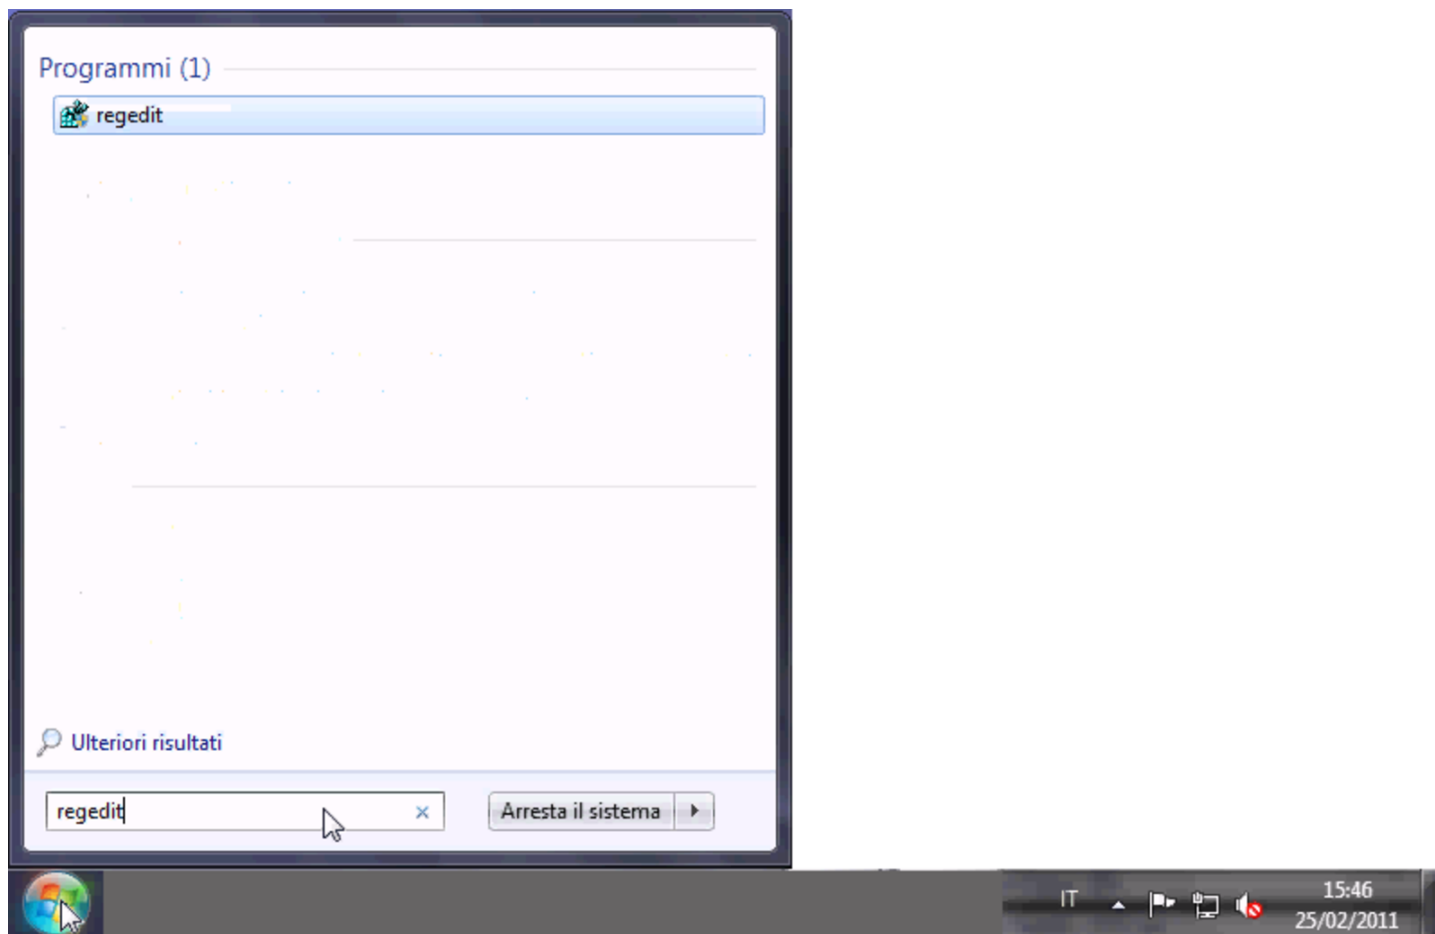 Programmi (1)
regedit
Ulteriori risultati
regedit
Arresta il sistema
IT
15:46
25/02/2011